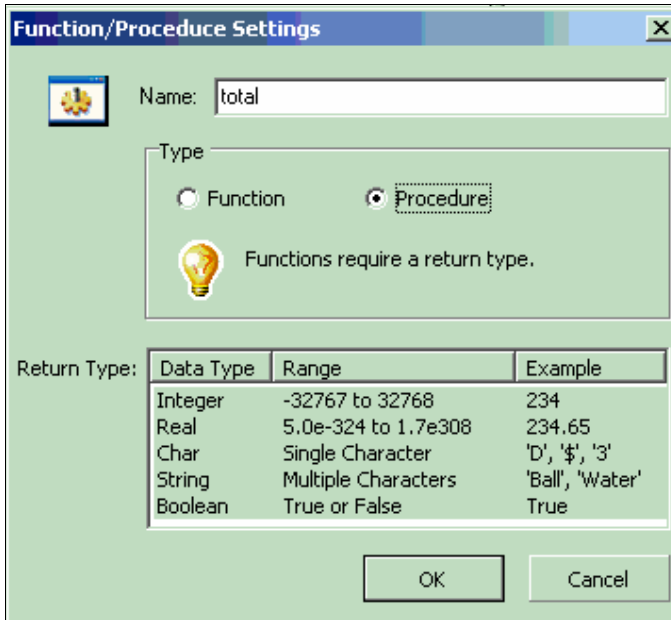 Function/Proceduce Settings
Name: total
Type
Function Procedure
Functions require a return type.
Return Type: Data Type Range Example
Integer -32767 to 32768 234
Real 5.0e-324 to 1.7e308 234.65
Char Single Character 'D', '$', '3'
String Multiple Characters 'Ball', 'Water'
Boolean True or False True
OK Cancel